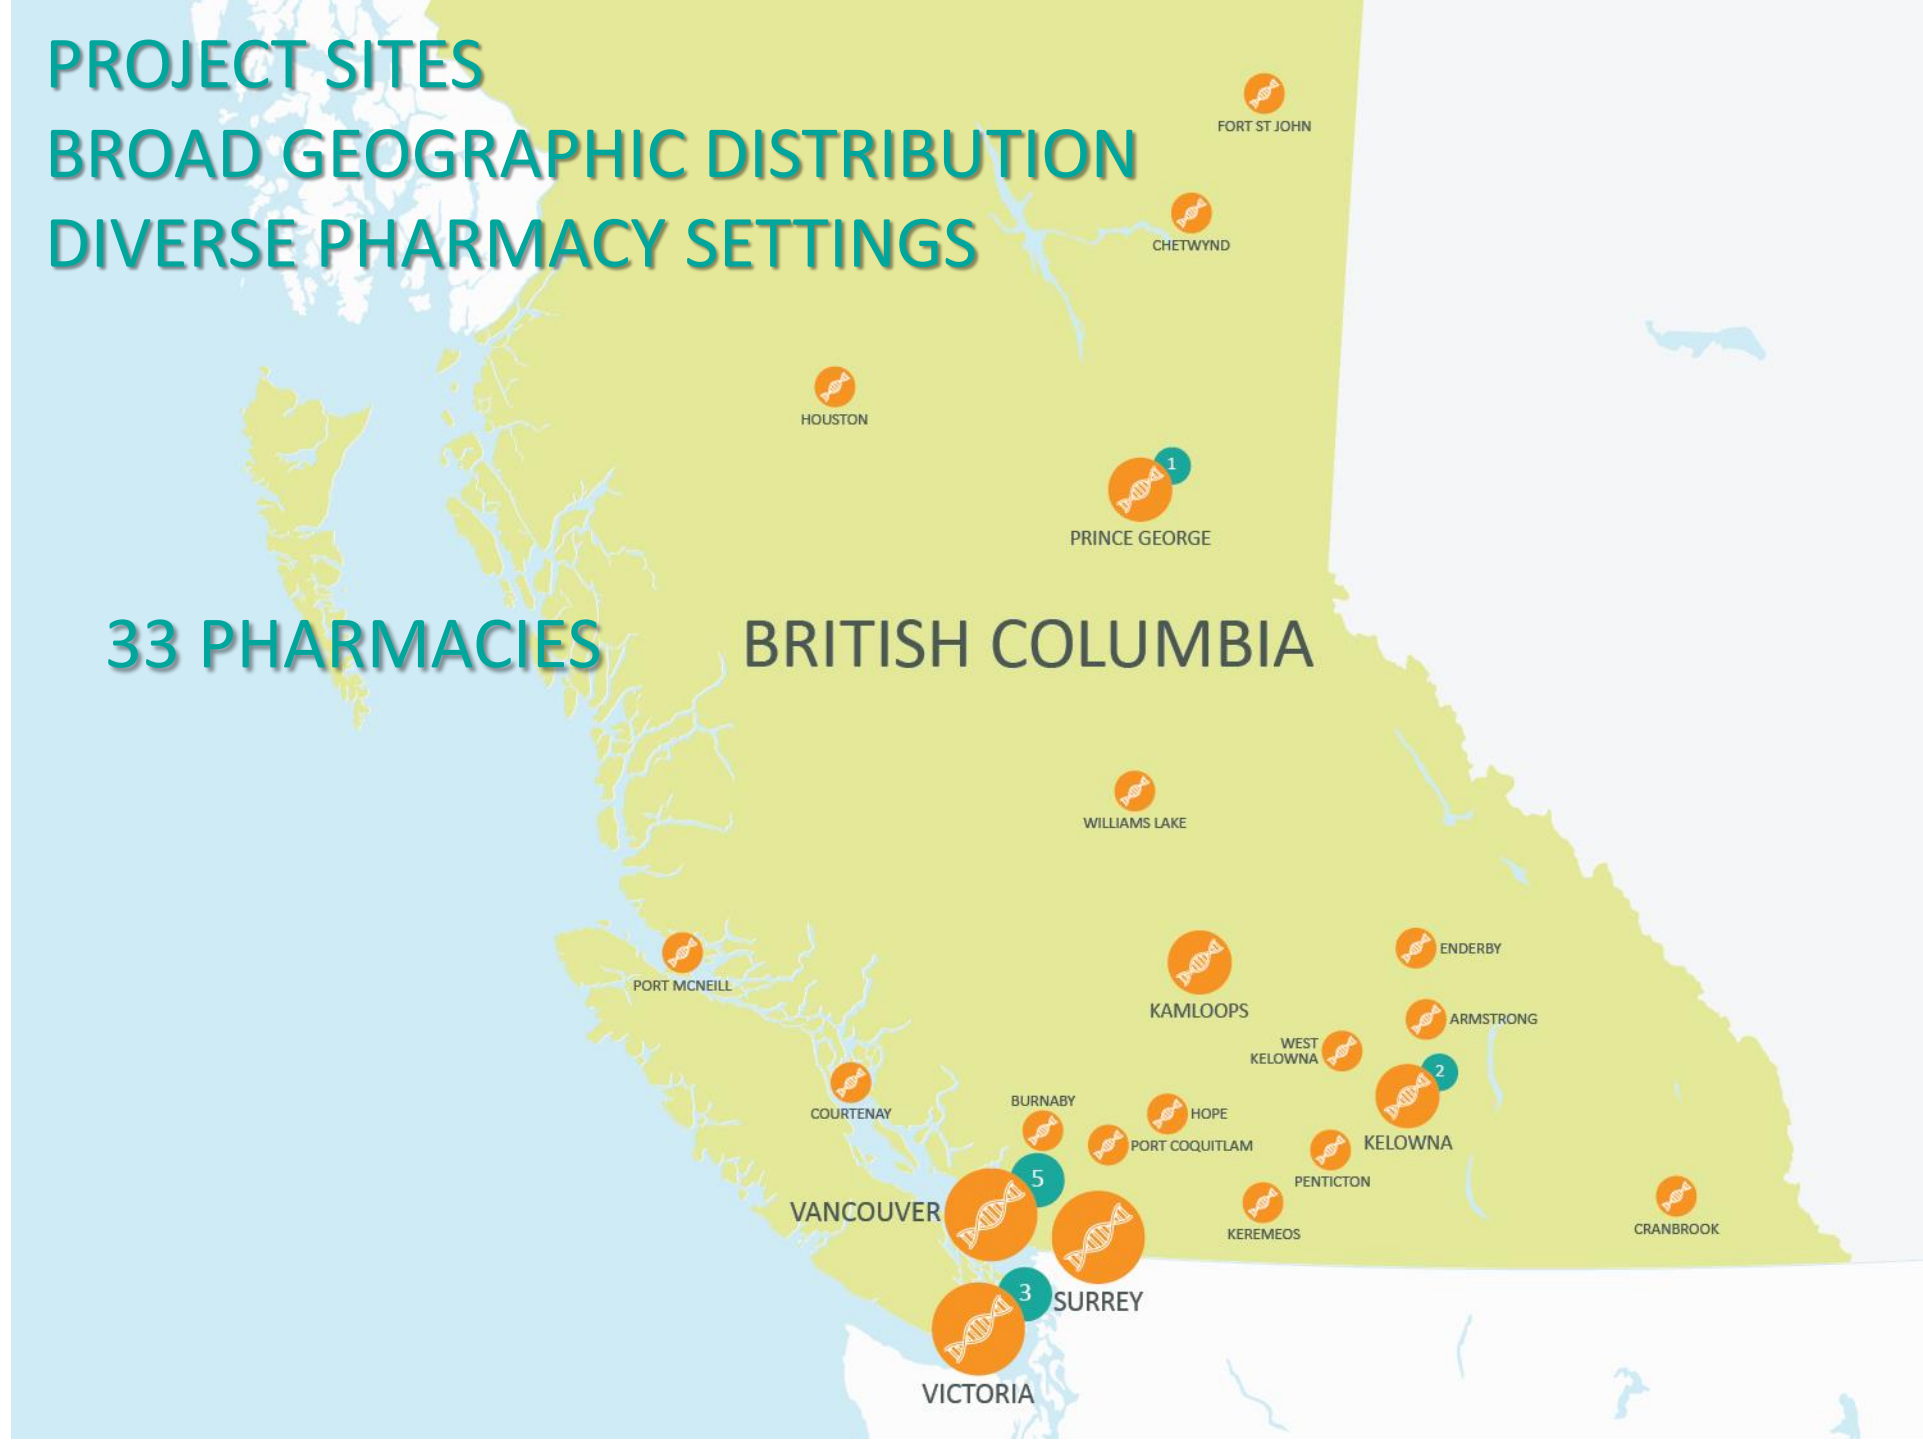 PROJECT SITES
BROAD GEOGRAPHIC DISTRIBUTION
DIVERSE PHARMACY SETTINGS
FORT ST JOHN
CHETWYND
HOUSTON
1
PRINCE GEORGE
33 PHARMACIES
BRITISH COLUMBIA
WILLIAMS LAKE
PORT MCNEILL
KAMLOOPS
ENDERBY
ARMSTRONG
WEST
KELOWNA
2
KELOWNA
COURTENAY
BURNABY
HOPE
PORT COQUITLAM
PENTICTON
5
VANCOUVER
KEREMEOS
CRANBROOK
3
SURREY
VICTORIA